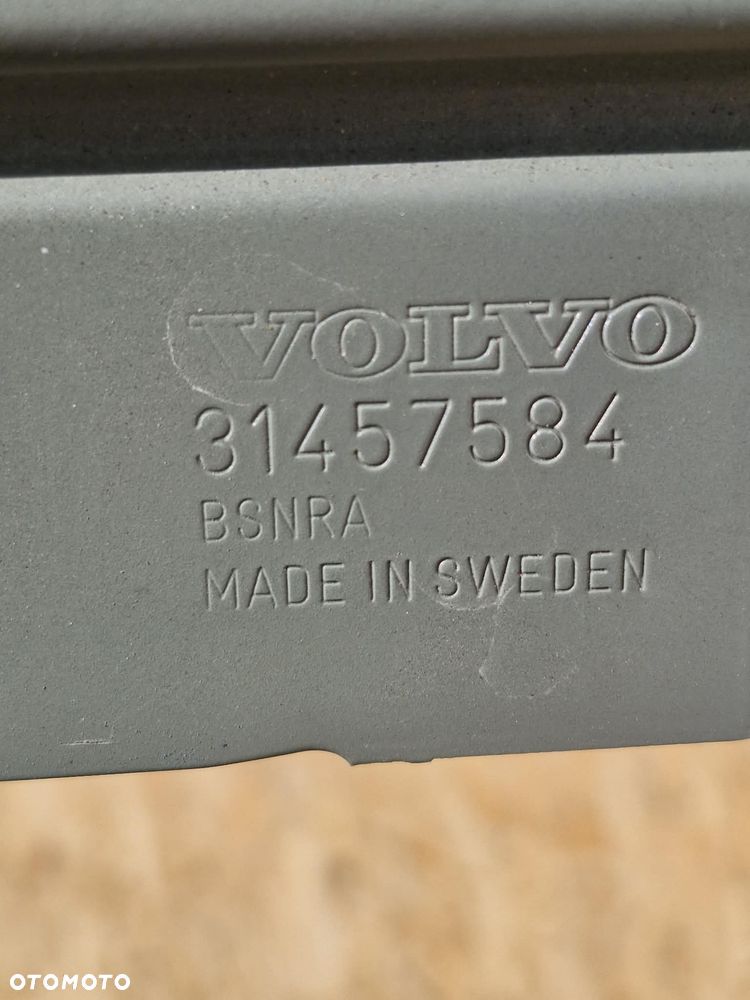 VOLVO
31457584
BSNRA
MADE IN SWEDEN
OTOMOTO